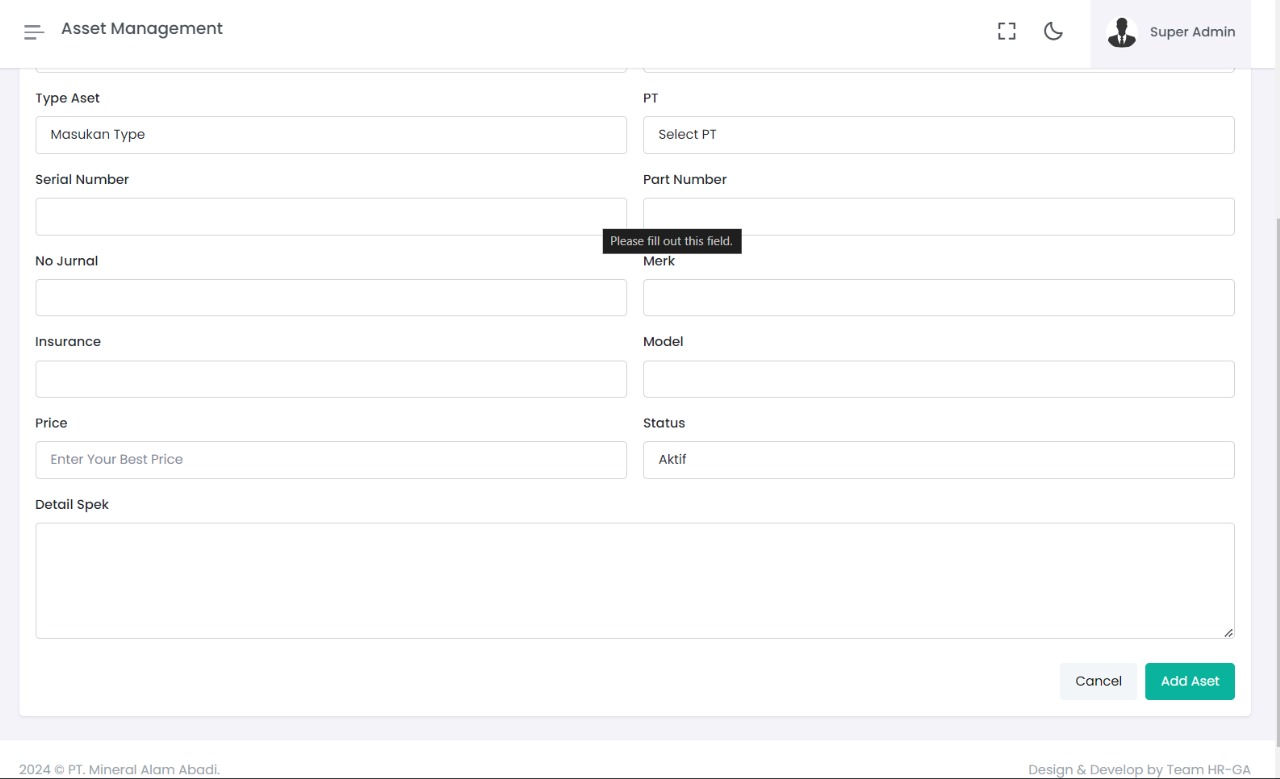 Asset Management
Super Admin
Type Aset
PT
Masukan Type
Select PT
Serial Number
Part Number
Please fill out this field.
No Jurnal
Merk
Insurance
Model
Price
Status
Enter Your Best Price
Aktif
Detail Spek
Cancel
Add Aset
2024 © PT. Mineral Alam Abadi.
Design & Develop by Team HR-GA